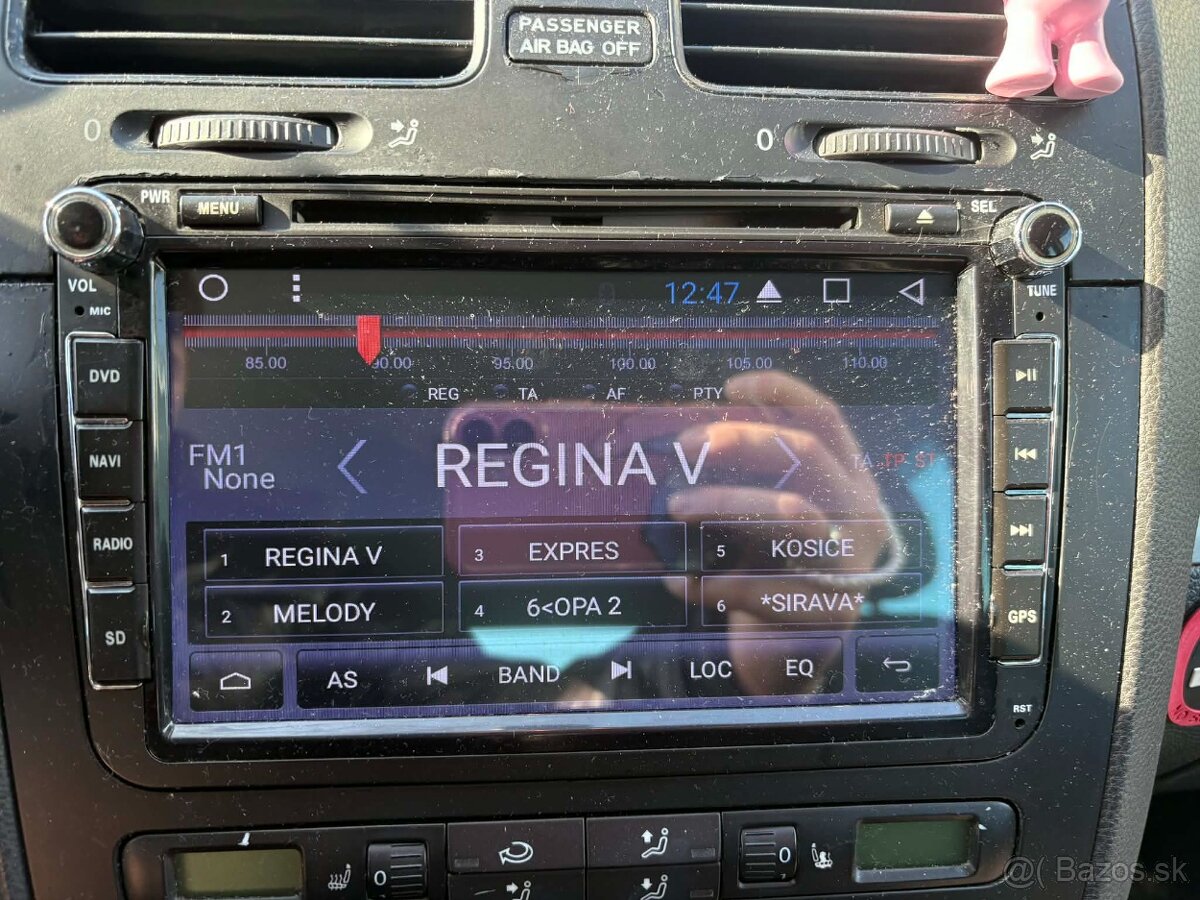 PASSENGER
AIR BAG OFF
0
0
PWR
MENU
SEL
VOL
MIC
TUNE
12:47
85.00 90.00 95.00 100.00 105.00 110.00
REG TA AF PTY
DVD
NAVI
RADIO
SD
GPS
RST
FM1
None
REGINA V
TA TP ST
1 REGINA V
3 EXPRES
5 KOSICE
2 MELODY
4 6<OPA 2
6 *SIRAVA*
AS BAND LOC EQ
0
0
@( Bazos.sk